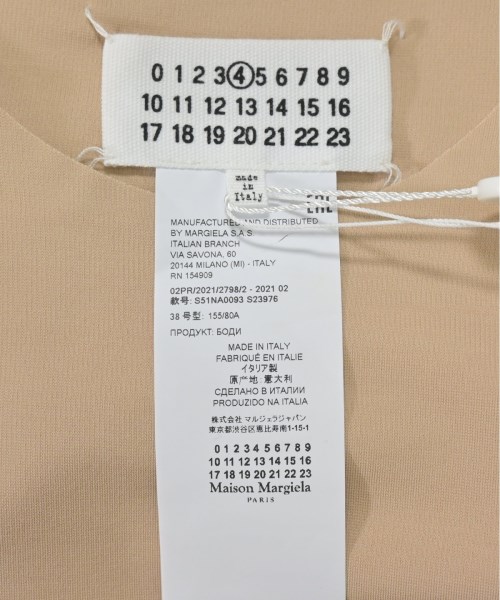 0 1 2 3 4 5 6 7 8 9
10 11 12 13 14 15 16
17 18 19 20 21 22 23
made
in
Italy
EAC
MANUFACTURED AND DISTRIBUTED
BY MARGIELA S.A.S
ITALIAN BRANCH
VIA SAVONA, 60
20144 MILANO (MI) - ITALY
RN 154909
02PR/2021/2798/2 - 2021 02
款号: S51NA0093 S23976
38 号型: 155/80A
ПРОДУКТ: БОДИ
MADE IN ITALY
FABRIQUÉ EN ITALIE
イタリア製
原产地: 意大利
СДЕЛАНО В ИТАЛИИ
PRODUZIDO NA ITALIA
株式会社 マルジェラジャパン
東京都渋谷区恵比寿南1-15-1
0 1 2 3 4 5 6 7 8 9
10 11 12 13 14 15 16
17 18 19 20 21 22 23
Maison Margiela
PARIS